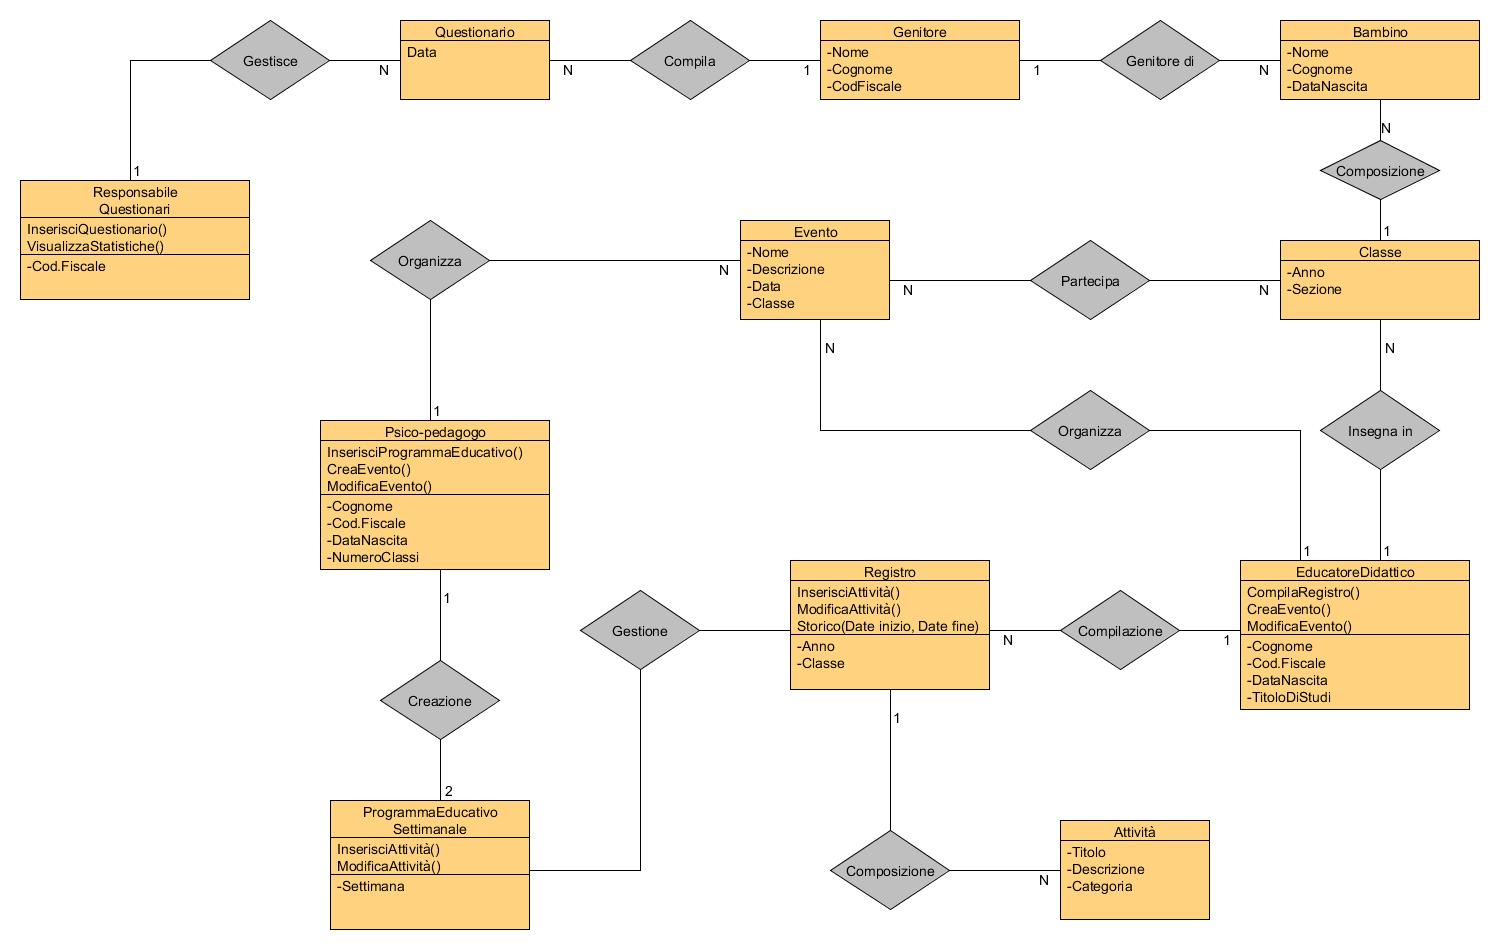 Gestisce
N
Questionario
Data
N
Compila
1
Genitore
-Nome
-Cognome
-CodFiscale
1
Genitore di
N
Bambino
-Nome
-Cognome
-DataNascita
N
Composizione
1
1
Responsabile
Questionari
InserisciQuestionario()
VisualizzaStatistiche()
-Cod.Fiscale
Organizza
N
Evento
-Nome
-Descrizione
-Data
-Classe
N
Partecipa
N
Classe
-Anno
-Sezione
N
N
Organizza
Insegna in
1
1
1
Psico-pedagogo
InserisciProgrammaEducativo()
CreaEvento()
ModificaEvento()
-Cognome
-Cod.Fiscale
-DataNascita
-NumeroClassi
1
Gestione
Registro
InserisciAttività()
ModificaAttività()
Storico(Date inizio, Date fine)
-Anno
-Classe
N
Compilazione
1
EducatoreDidattico
CompilaRegistro()
CreaEvento()
ModificaEvento()
-Cognome
-Cod.Fiscale
-DataNascita
-TitoloDiStudi
Creazione
2
1
ProgrammaEducativo
Settimanale
InserisciAttività()
ModificaAttività()
-Settimana
Composizione
N
Attività
-Titolo
-Descrizione
-Categoria